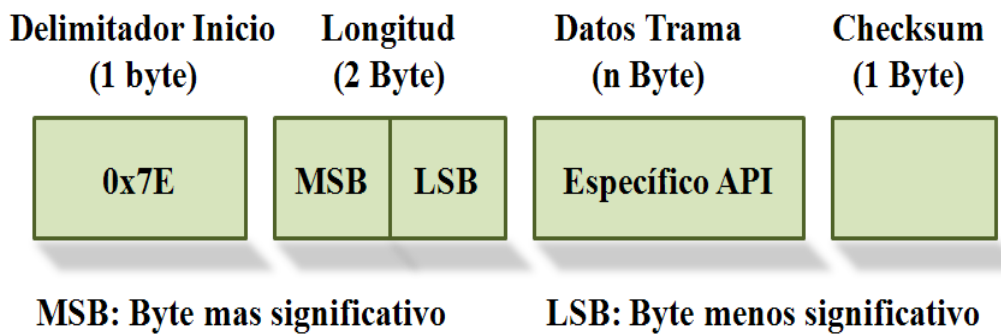 Delimitador Inicio
(1 byte)
Longitud
(2 Byte)
Datos Trama
(n Byte)
Checksum
(1 Byte)
0x7E
MSB
LSB
Específico API
MSB: Byte mas significativo
LSB: Byte menos significativo